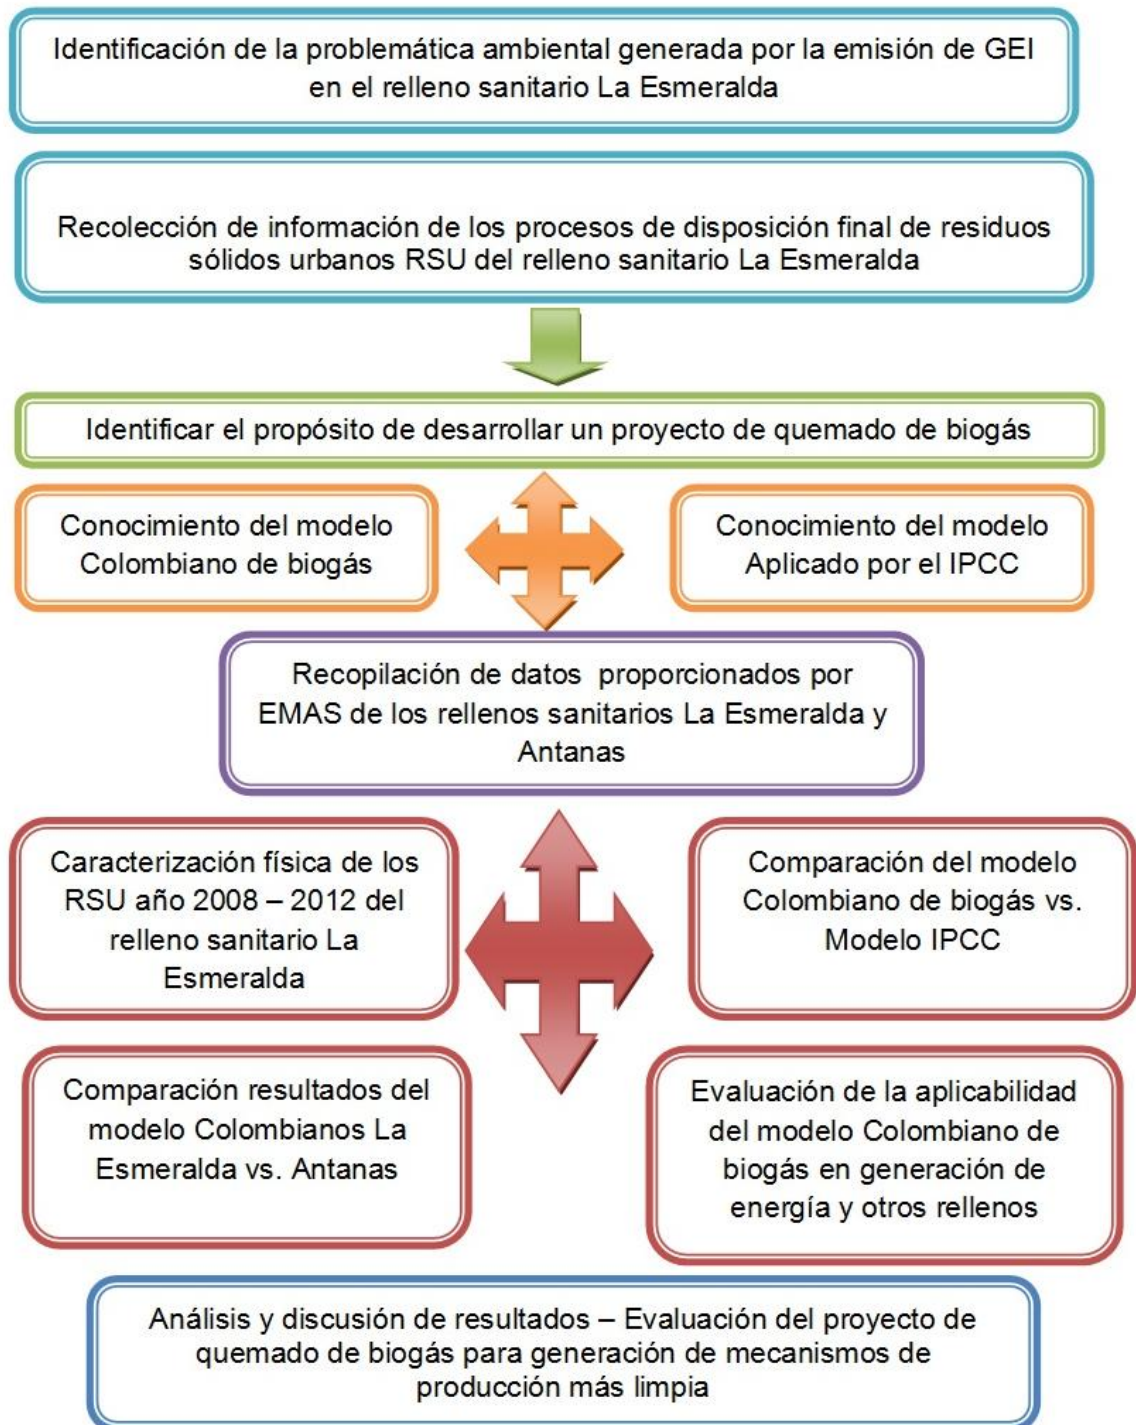 Identificación de la problemática ambiental generada por la emisión de GEI
en el relleno sanitario La Esmeralda
Recolección de información de los procesos de disposición final de residuos
sólidos urbanos RSU del relleno sanitario La Esmeralda
Identificar el propósito de desarrollar un proyecto de quemado de biogás
Conocimiento del modelo
Colombiano de biogás
Conocimiento del modelo
Aplicado por el IPCC
Recopilación de datos proporcionados por
EMAS de los rellenos sanitarios La Esmeralda y
Antanas
Caracterización física de los
RSU año 2008 – 2012 del
relleno sanitario La
Esmeralda
Comparación del modelo
Colombiano de biogás vs.
Modelo IPCC
Comparación resultados del
modelo Colombianos La
Esmeralda vs. Antanas
Evaluación de la aplicabilidad
del modelo Colombiano de
biogás en generación de
energía y otros rellenos
Análisis y discusión de resultados – Evaluación del proyecto de
quemado de biogás para generación de mecanismos de
producción más limpia